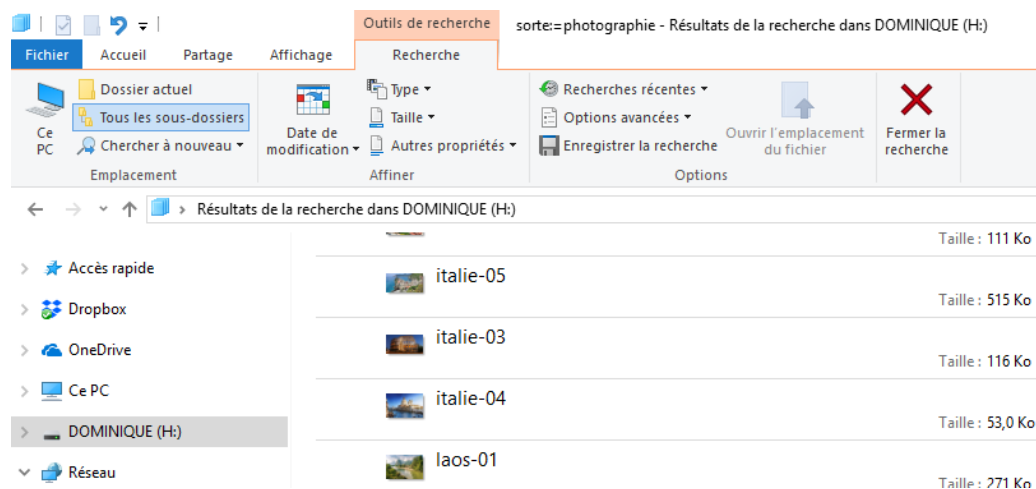 Outils de recherche
sorte:=photographie - Résultats de la recherche dans DOMINIQUE (H:)
Fichier
Accueil
Partage
Affichage
Recherche
Ce
PC
Dossier actuel
Tous les sous-dossiers
Chercher à nouveau
Emplacement
Date de
modification
Type
Taille
Autres propriétés
Affiner
Recherches récentes
Options avancées
Enregistrer la recherche
Ouvrir l'emplacement
du fichier
Options
Fermer la
recherche
Résultats de la recherche dans DOMINIQUE (H:)
Accès rapide
Dropbox
OneDrive
Ce PC
DOMINIQUE (H:)
Réseau
Taille : 111 Ko
italie-05
Taille : 515 Ko
italie-03
Taille : 116 Ko
italie-04
Taille : 53,0 Ko
laos-01
Taille : 271 Ko